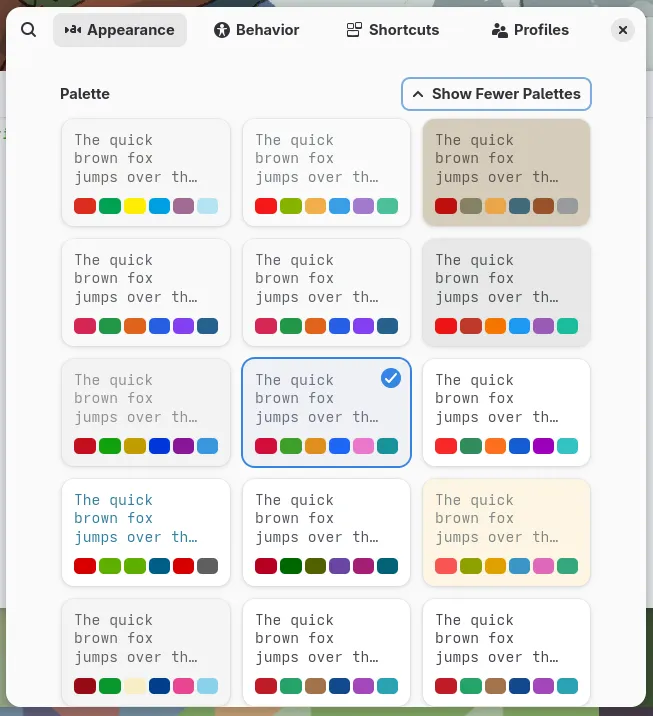 Appearance
Behavior
Shortcuts
Profiles
Palette
Show Fewer Palettes
The quick
brown fox
jumps over th…
The quick
brown fox
jumps over th…
The quick
brown fox
jumps over th…
The quick
brown fox
jumps over th…
The quick
brown fox
jumps over th…
The quick
brown fox
jumps over th…
The quick
brown fox
jumps over th…
The quick
brown fox
jumps over th…
The quick
brown fox
jumps over th…
The quick
brown fox
jumps over th…
The quick
brown fox
jumps over th…
The quick
brown fox
jumps over th…
The quick
brown fox
jumps over th…
The quick
brown fox
jumps over th…
The quick
brown fox
jumps over th…